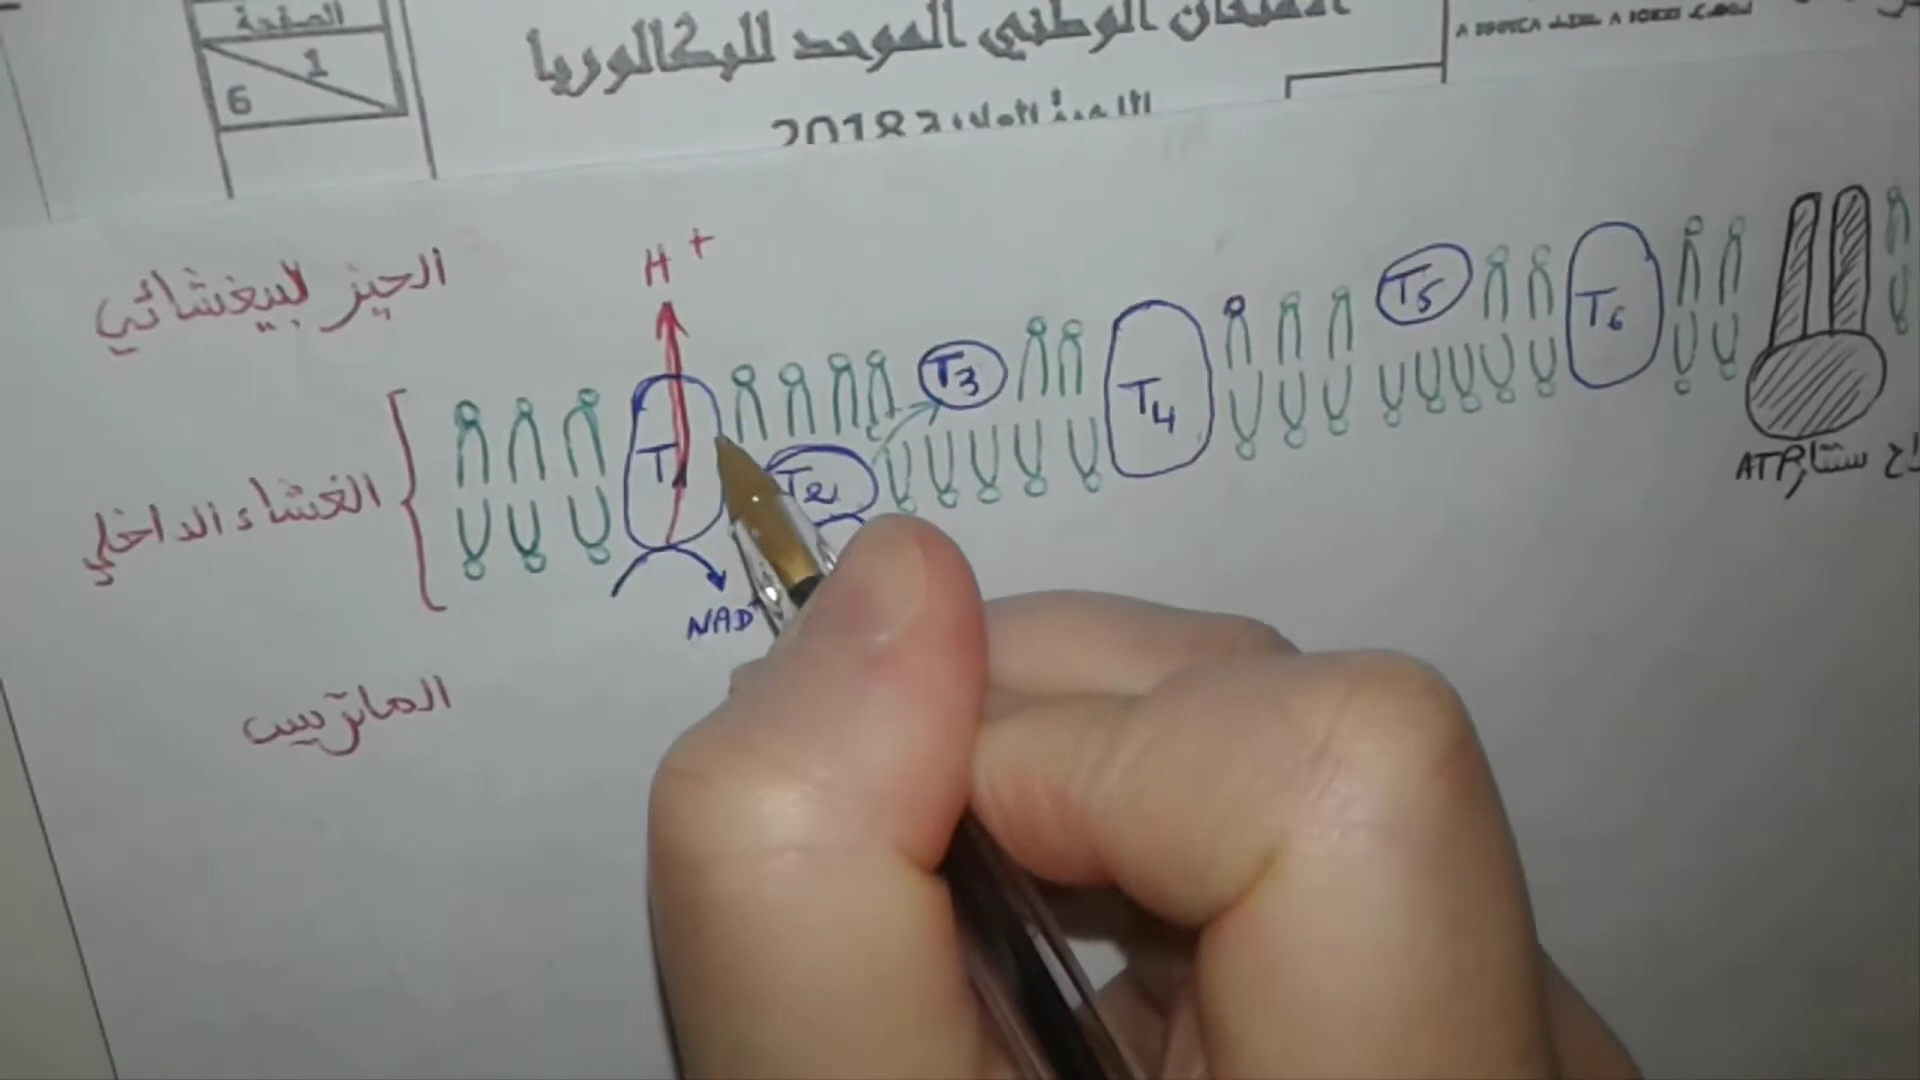 الصفحة
1
6
الامتحان الوطني الموحد للبكالوريا
2018
الحيز البيغشائي
H+
T1
T2
T3
T4
T5
T6
الغشاء الداخلي
NAD+
ATP
الماتريس